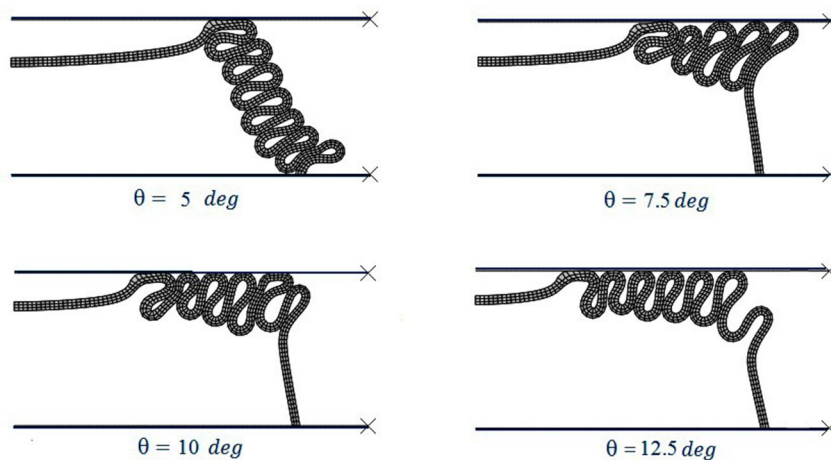 θ = 5 deg
θ = 7.5 deg
θ = 10 deg
θ = 12.5 deg